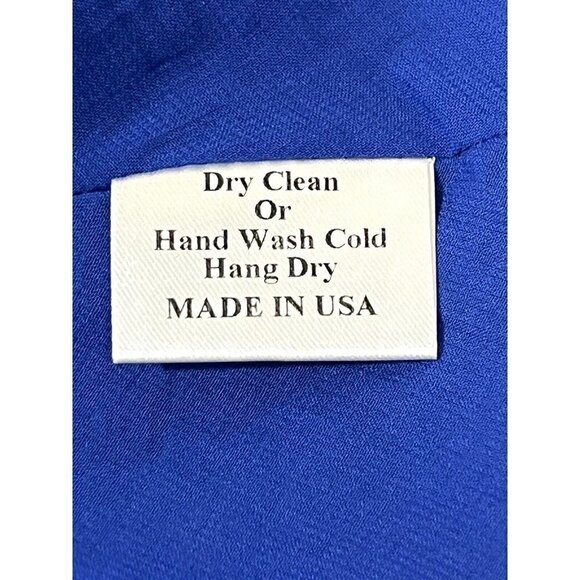 Dry Clean
Or
Hand Wash Cold
Hang Dry
MADE IN USA